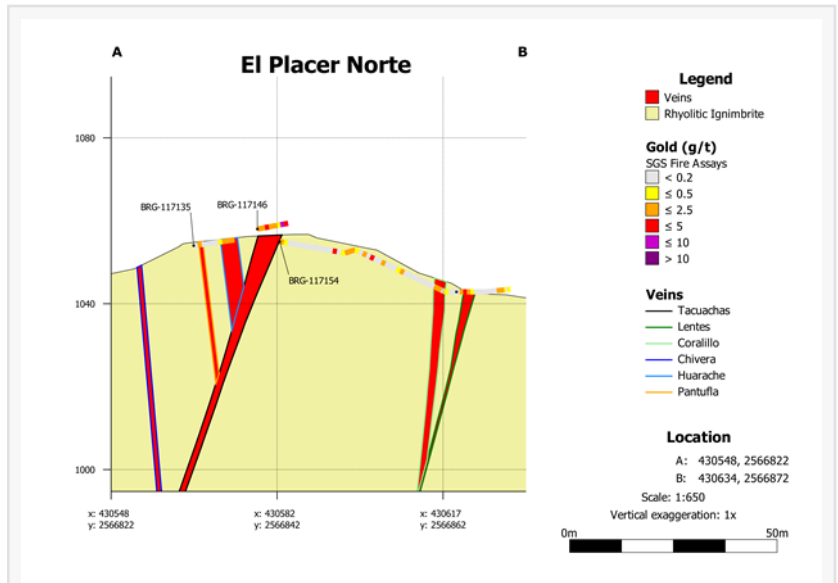 A
B
El Placer Norte
1080
1040
1000
BRG-117135
BRG-117146
BRG-117154
x: 430548
y: 2566822
x: 430582
y: 2566842
x: 430617
y: 2566862
Legend
Veins
Rhyolitic Ignimbrite
Gold (g/t)
SGS Fire Assays
< 0.2
≤ 0.5
≤ 2.5
≤ 5
≤ 10
> 10
Veins
Tacuachas
Lentes
Coralillo
Chivera
Huarache
Pantufla
Location
A: 430548, 2566822
B: 430634, 2566872
Scale: 1:650
Vertical exaggeration: 1x
0m
50m